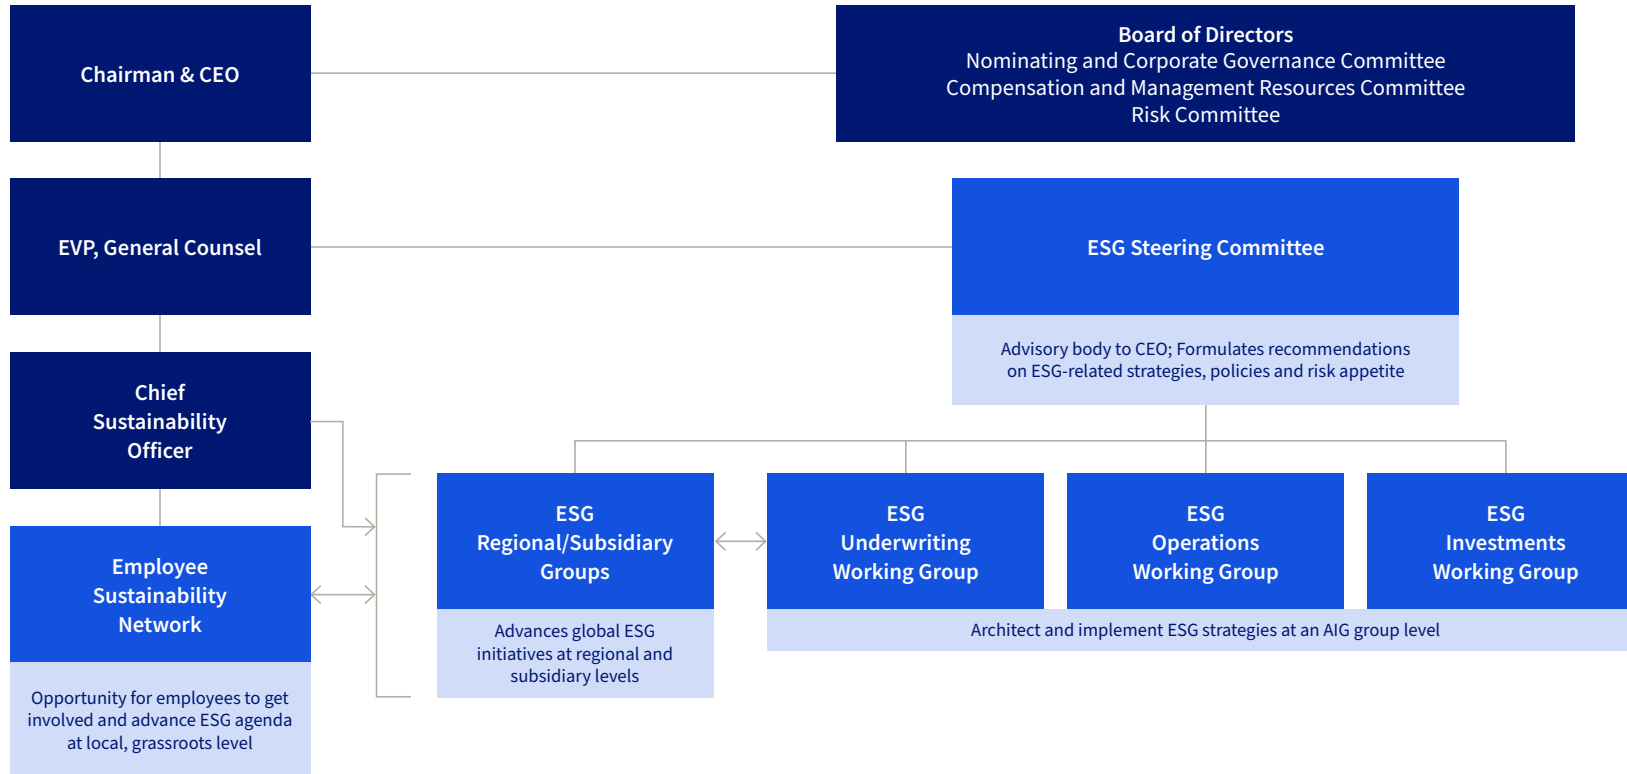 Chairman & CEO
Board of Directors
Nominating and Corporate Governance Committee
Compensation and Management Resources Committee
Risk Committee
EVP, General Counsel
ESG Steering Committee
Advisory body to CEO; Formulates recommendations
on ESG-related strategies, policies and risk appetite
Chief
Sustainability
Officer
Employee
Sustainability
Network
Opportunity for employees to get
involved and advance ESG agenda
at local, grassroots level
ESG
Regional/Subsidiary
Groups
Advances global ESG
initiatives at regional and
subsidiary levels
ESG
Underwriting
Working Group
ESG
Operations
Working Group
ESG
Investments
Working Group
Architect and implement ESG strategies at an AIG group level